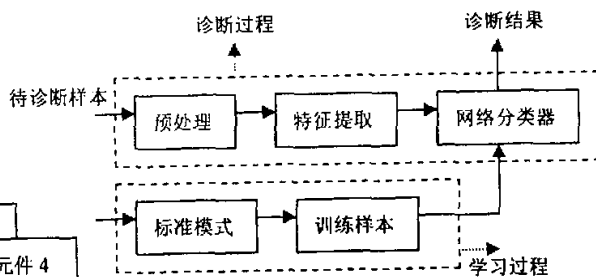 诊断过程
诊断结果
待诊断样本
预处理
特征提取
网络分类器
标准模式
训练样本
元件4
学习过程